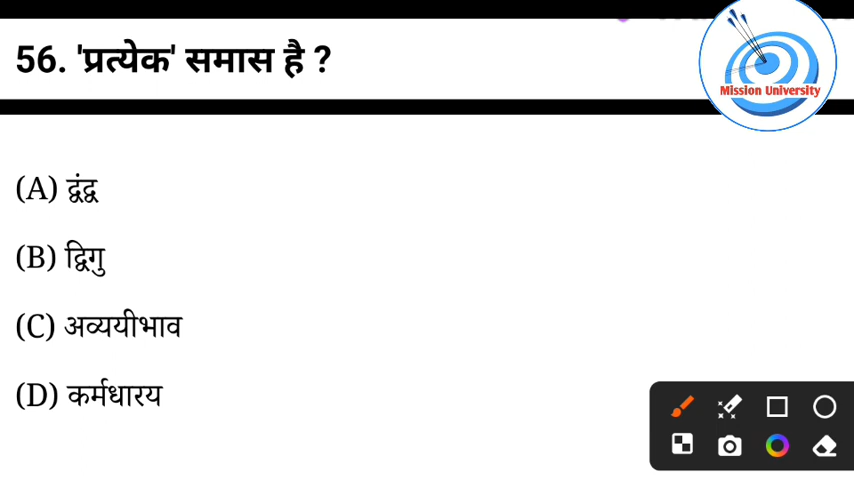 56. 'प्रत्येक' समास है ?
Mission University
(A) द्वंद्व
(B) द्विगु
(C) अव्ययीभाव
(D) कर्मधारय